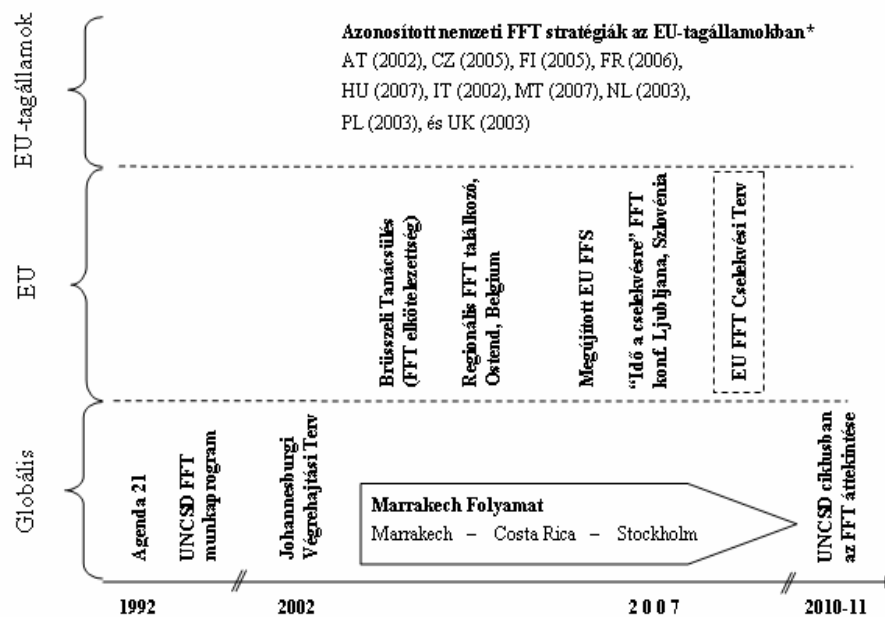 EU-tagállamok
Azonosított nemzeti FFT stratégiák az EU-tagállamokban*
AT (2002), CZ (2005), FI (2005), FR (2006),
HU (2007), IT (2002), MT (2007), NL (2003),
PL (2003), és UK (2003)
EU
Brüsszeli Tanácsülés
(FFT elkötelezettség)
Regionális FFT találkozó,
Ostend, Belgium
Megújított EU FFS
“Idő a cselekvésre” FFT
konf. Ljubljana, Szlovénia
EU FFT Cselekvési Terv
Globális
Agenda 21
UNCSD FFT
munkaprogram
Johannesburgi
Végrehajtási Terv
Marrakech Folyamat
Marrakech – Costa Rica – Stockholm
UNCSD ciklusban
az FFT áttekintése
1992
2002
2 0 0 7
2010-11